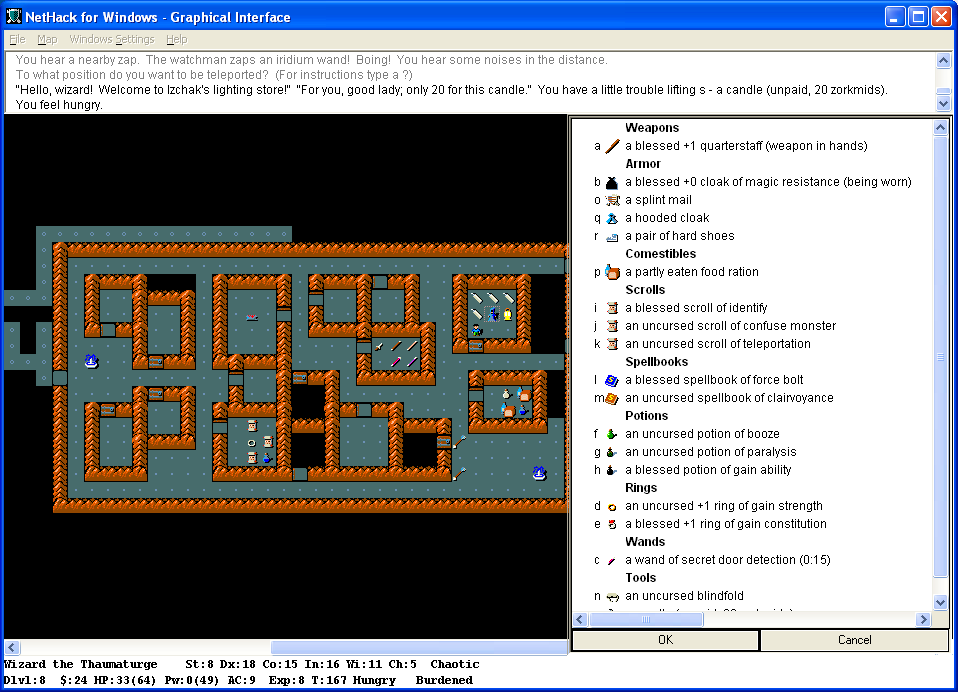 NetHack for Windows - Graphical Interface
File Map Windows Settings Help
You hear a nearby zap. The watchman zaps an iridium wand! Boing! You hear some noises in the distance.
To what position do you want to be teleported? (For instructions type a ?)
"Hello, wizard! Welcome to Izchak's lighting store!" "For you, good lady; only 20 for this candle." You have a little trouble lifting s - a candle (unpaid, 20 zorkmids).
You feel hungry.
Weapons
a a blessed +1 quarterstaff (weapon in hands)
Armor
b a blessed +0 cloak of magic resistance (being worn)
o a splint mail
q a hooded cloak
r a pair of hard shoes
Comestibles
p a partly eaten food ration
Scrolls
i a blessed scroll of identify
j an uncursed scroll of confuse monster
k an uncursed scroll of teleportation
Spellbooks
l a blessed spellbook of force bolt
m an uncursed spellbook of clairvoyance
Potions
f an uncursed potion of booze
g an uncursed potion of paralysis
h a blessed potion of gain ability
Rings
d an uncursed +1 ring of gain strength
e a blessed +1 ring of gain constitution
Wands
c a wand of secret door detection (0:15)
Tools
n an uncursed blindfold
OK Cancel
Wizard the Thaumaturge St:8 Dx:18 Co:15 In:16 Wi:11 Ch:5 Chaotic
Dlvl:8 $:24 HP:33(64) Pw:0(49) AC:9 Exp:8 T:167 Hungry Burdened